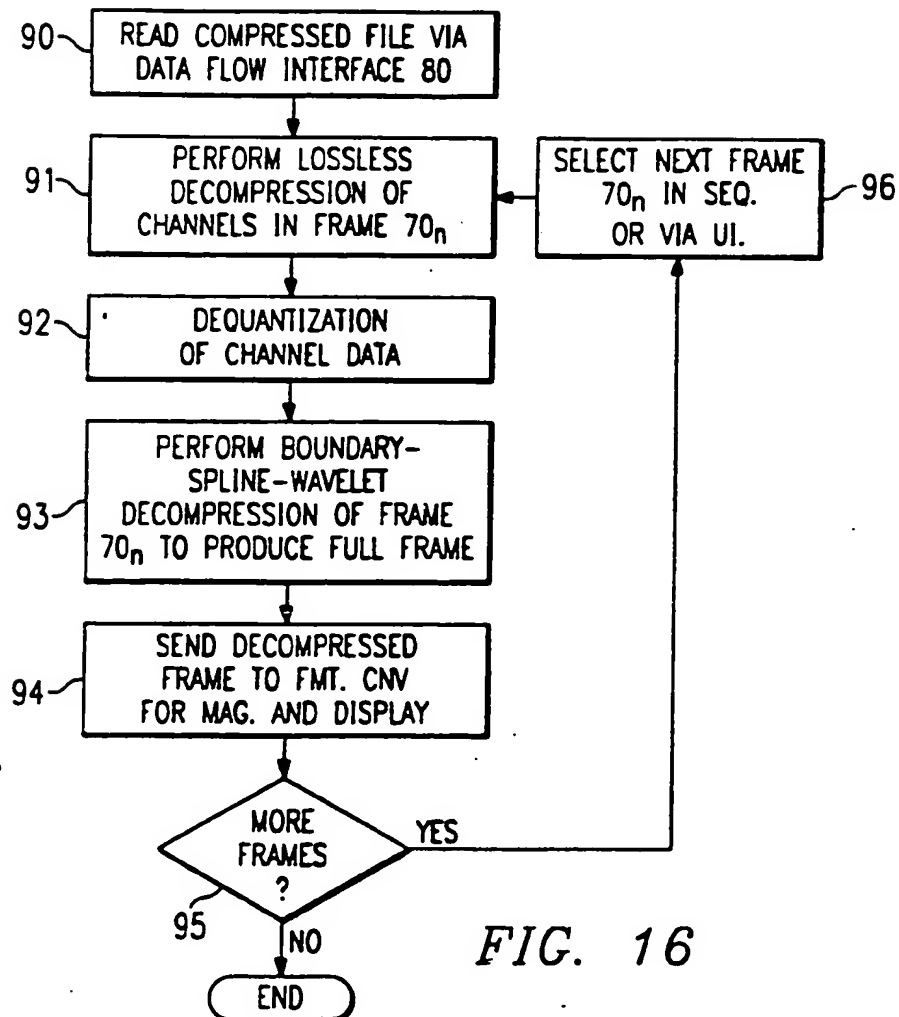 90
READ COMPRESSED FILE VIA
DATA FLOW INTERFACE 80
91
PERFORM LOSSLESS
DECOMPRESSION OF
CHANNELS IN FRAME 70n
SELECT NEXT FRAME
70n IN SEQ.
OR VIA UI.
96
92
DEQUANTIZATION
OF CHANNEL DATA
93
PERFORM BOUNDARY-
SPLINE-WAVELET
DECOMPRESSION OF FRAME
70n TO PRODUCE FULL FRAME
94
SEND DECOMPRESSED
FRAME TO FMT. CNV
FOR MAG. AND DISPLAY
MORE
FRAMES
?
YES
95
NO
END
FIG. 16